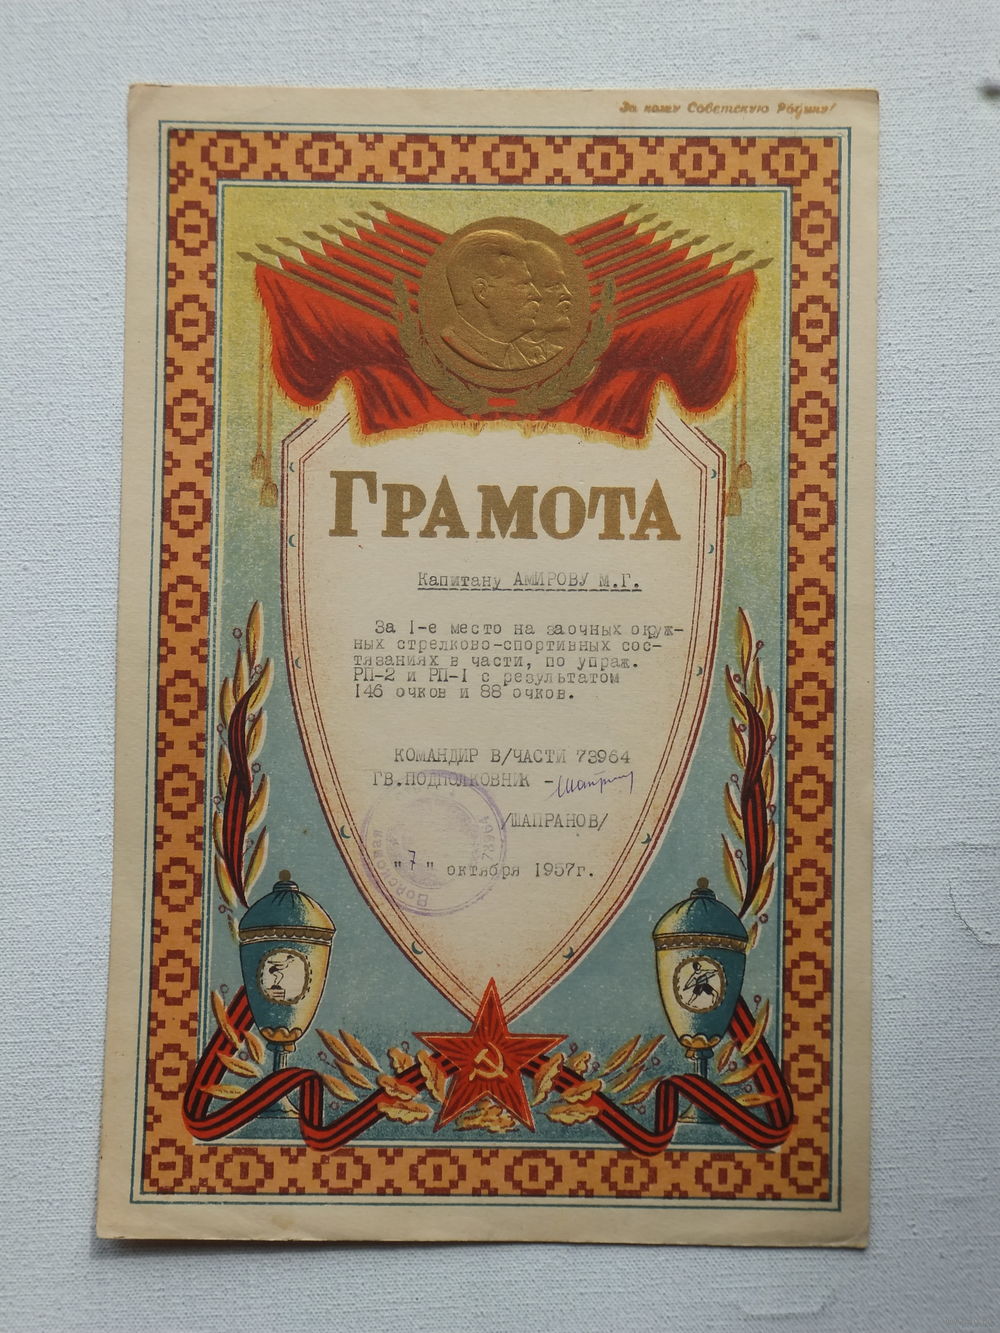 За нашу Советскую Родину!
ГРАМОТА
Капитану АМИРОВУ М.Г.
За I-е место на заочных окруж-
ных стрелково-спортивных сос-
тязаниях в части, по упраж.
РП-2 и РП-I с результатом
146 очков и 88 очков.
КОМАНДИР В/ЧАСТИ 73964
ГВ.ПОДПОЛКОВНИК -
/ШАПРАНОВ/
"7" октября 1957г.